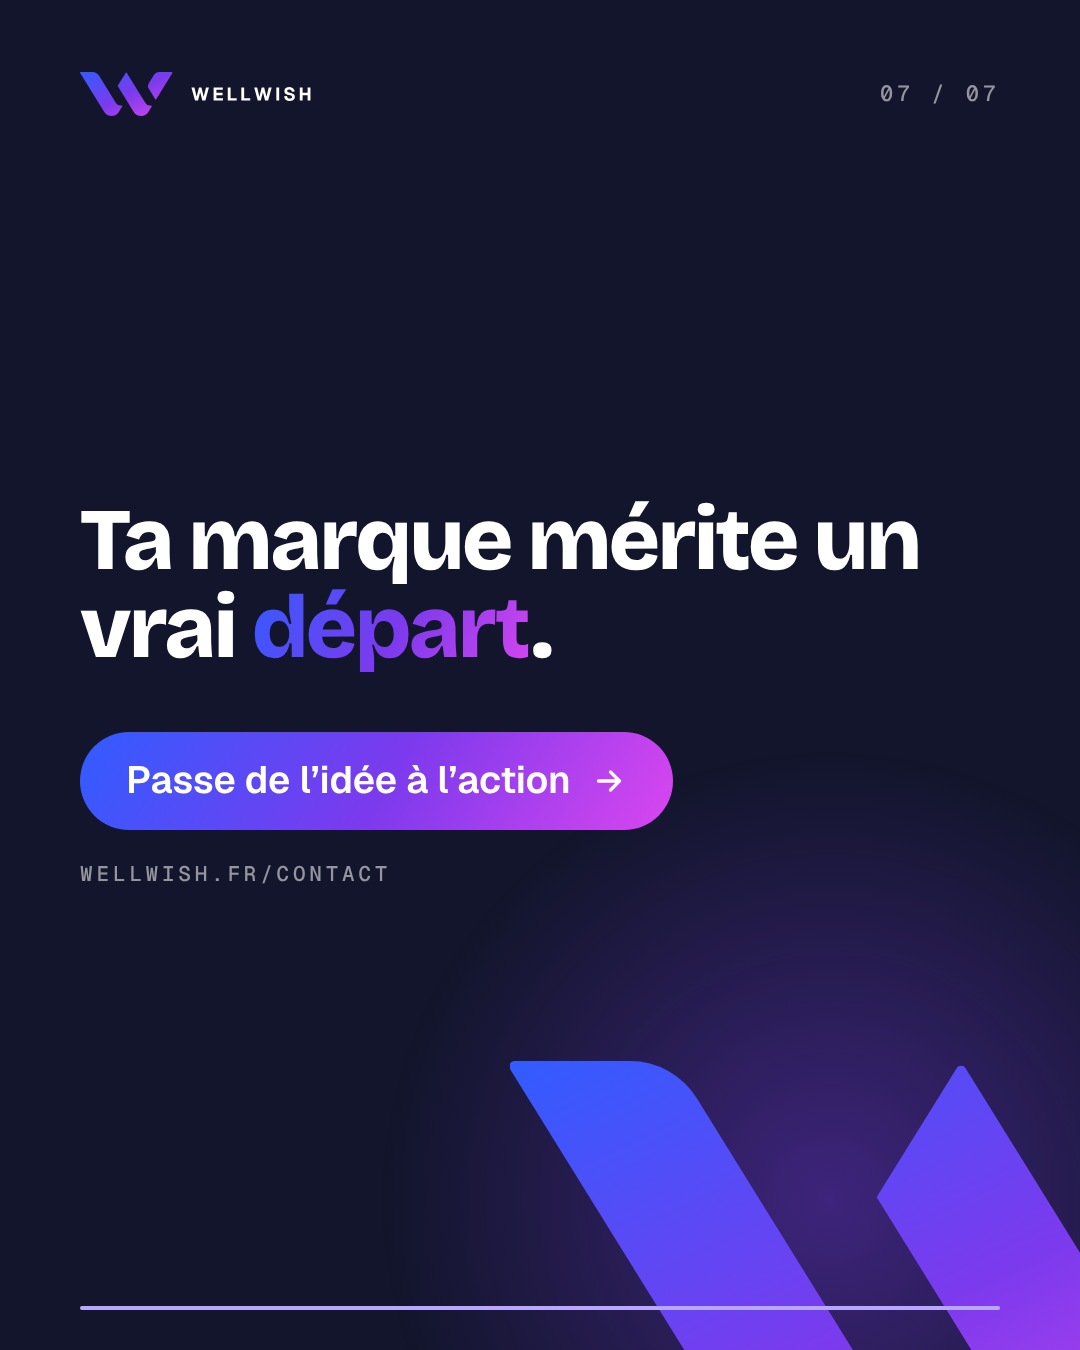 WELLWISH
07 / 07
Ta marque mérite un
vrai départ.
Passe de l’idée à l’action →
WELLWISH.FR/CONTACT